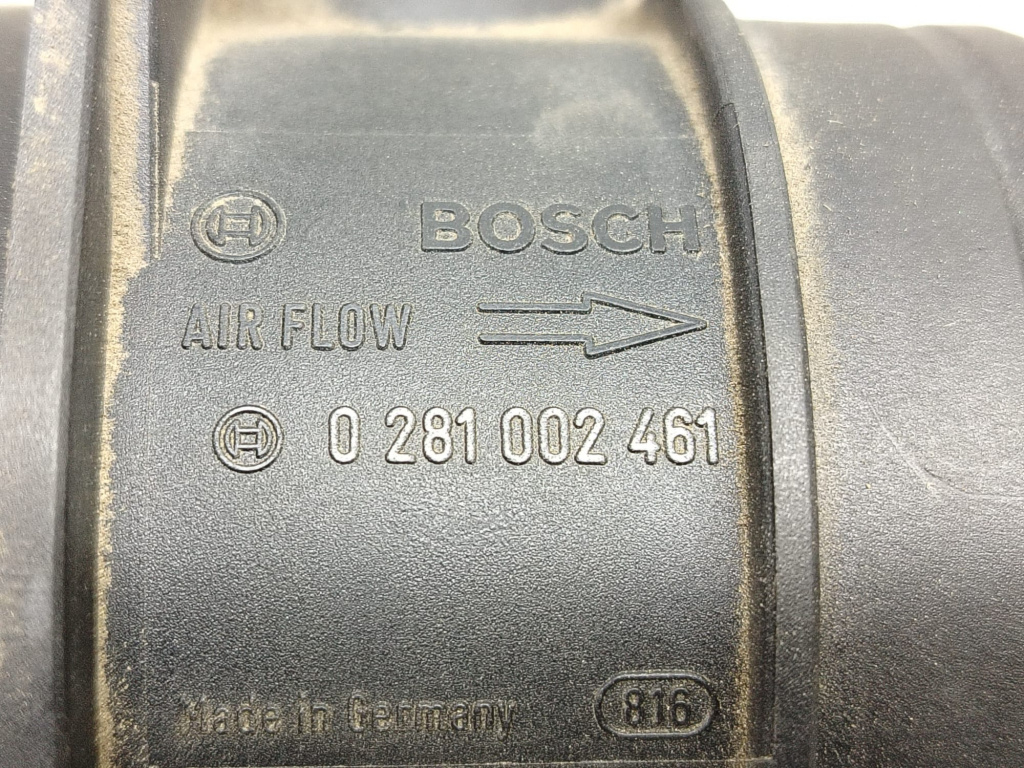 BOSCH
AIR FLOW
0 281 002 461
Made in Germany 816